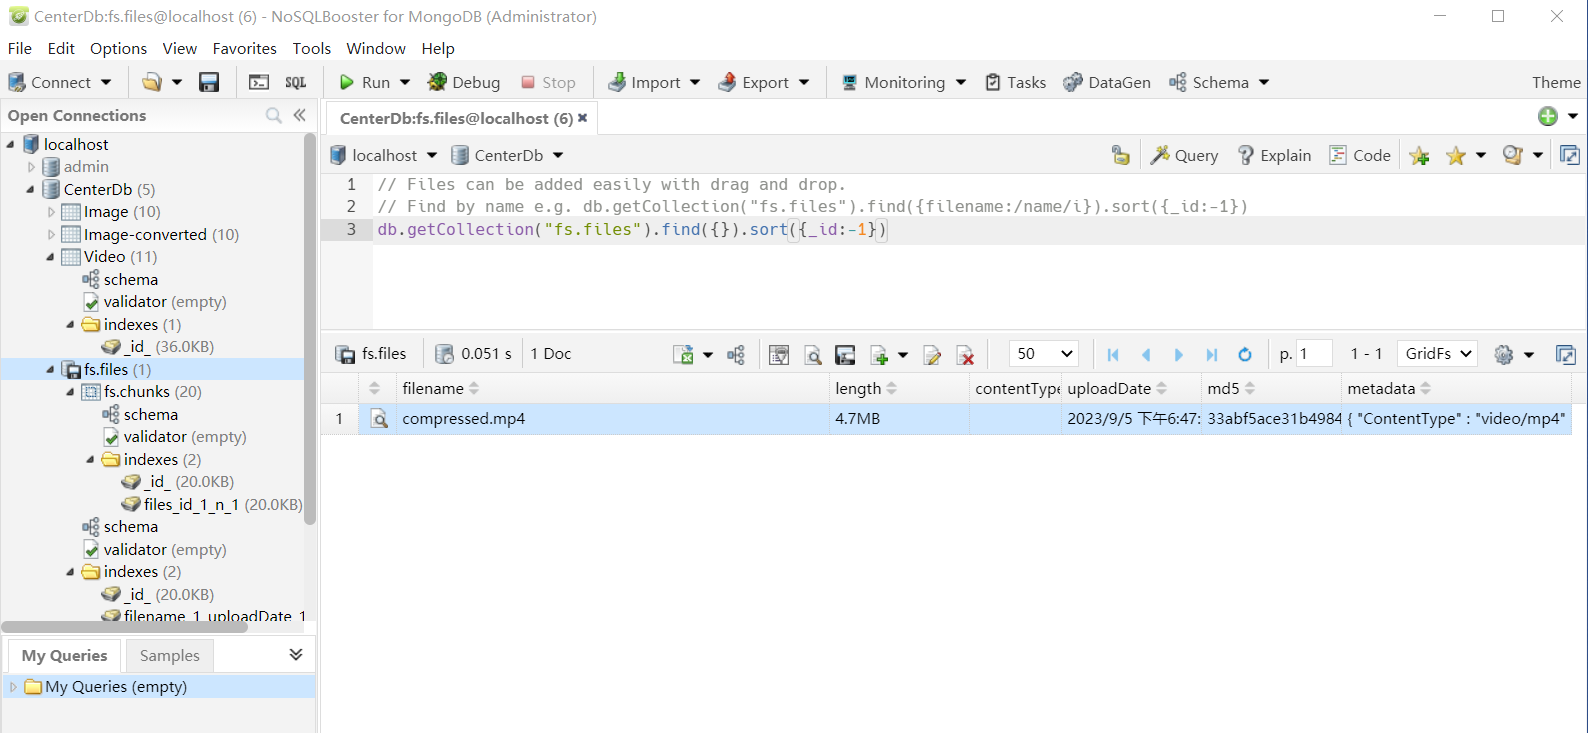 CenterDb:fs.files@localhost (6) - NoSQLBooster for MongoDB (Administrator)
File Edit Options View Favorites Tools Window Help
Connect SQL Run Debug Stop Import Export Monitoring Tasks DataGen Schema Theme
Open Connections
localhost
admin
CenterDb (5)
Image (10)
Image-converted (10)
Video (11)
schema
validator (empty)
indexes (1)
_id_ (36.0KB)
fs.files (1)
fs.chunks (20)
schema
validator (empty)
indexes (2)
_id_ (20.0KB)
files_id_1_n_1 (20.0KB)
schema
validator (empty)
indexes (2)
_id_ (20.0KB)
filename_1_uploadDate_1
My Queries Samples
My Queries (empty)
CenterDb:fs.files@localhost (6)
localhost CenterDb Query Explain Code
1 // Files can be added easily with drag and drop.
2 // Find by name e.g. db.getCollection("fs.files").find({filename:/name/i}).sort({_id:-1})
3 db.getCollection("fs.files").find({}).sort({_id:-1})
fs.files 0.051 s 1 Doc 50 p. 1 1 - 1 GridFs
filename length contentType uploadDate md5 metadata
1 compressed.mp4 4.7MB 2023/9/5 下午6:47: 33abf5ace31b4984 { "ContentType" : "video/mp4"